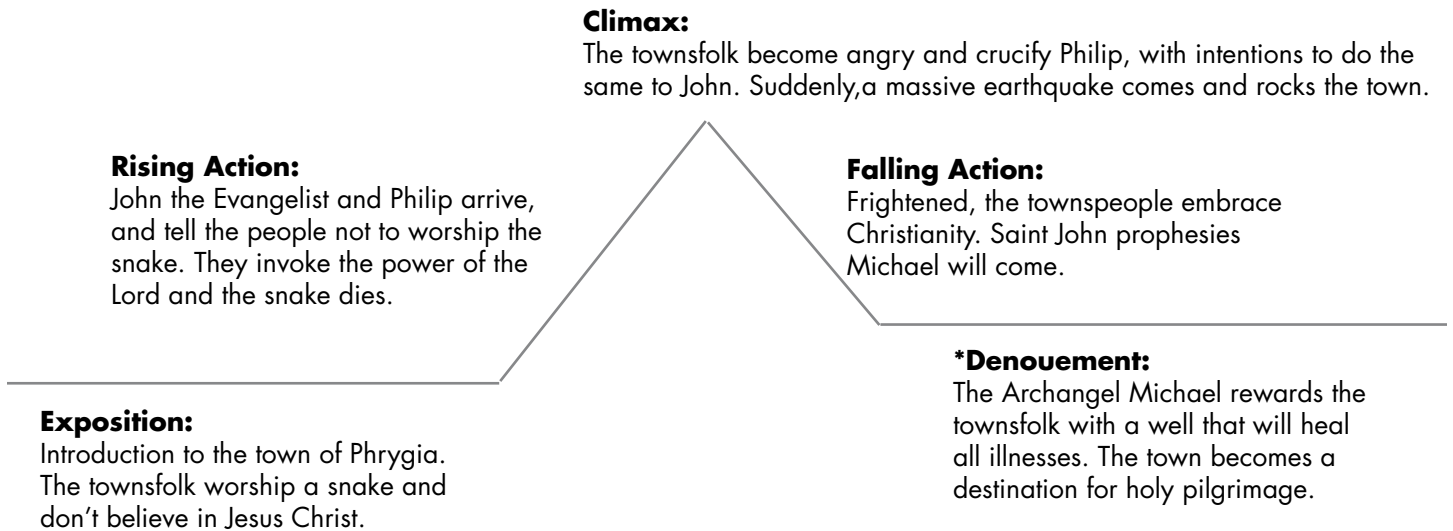 Climax:
The townsfolk become angry and crucify Philip, with intentions to do the
same to John. Suddenly,a massive earthquake comes and rocks the town.
Rising Action:
John the Evangelist and Philip arrive,
and tell the people not to worship the
snake. They invoke the power of the
Lord and the snake dies.
Falling Action:
Frightened, the townspeople embrace
Christianity. Saint John prophesies
Michael will come.
Exposition:
Introduction to the town of Phrygia.
The townsfolk worship a snake and
don’t believe in Jesus Christ.
*Denouement:
The Archangel Michael rewards the
townsfolk with a well that will heal
all illnesses. The town becomes a
destination for holy pilgrimage.